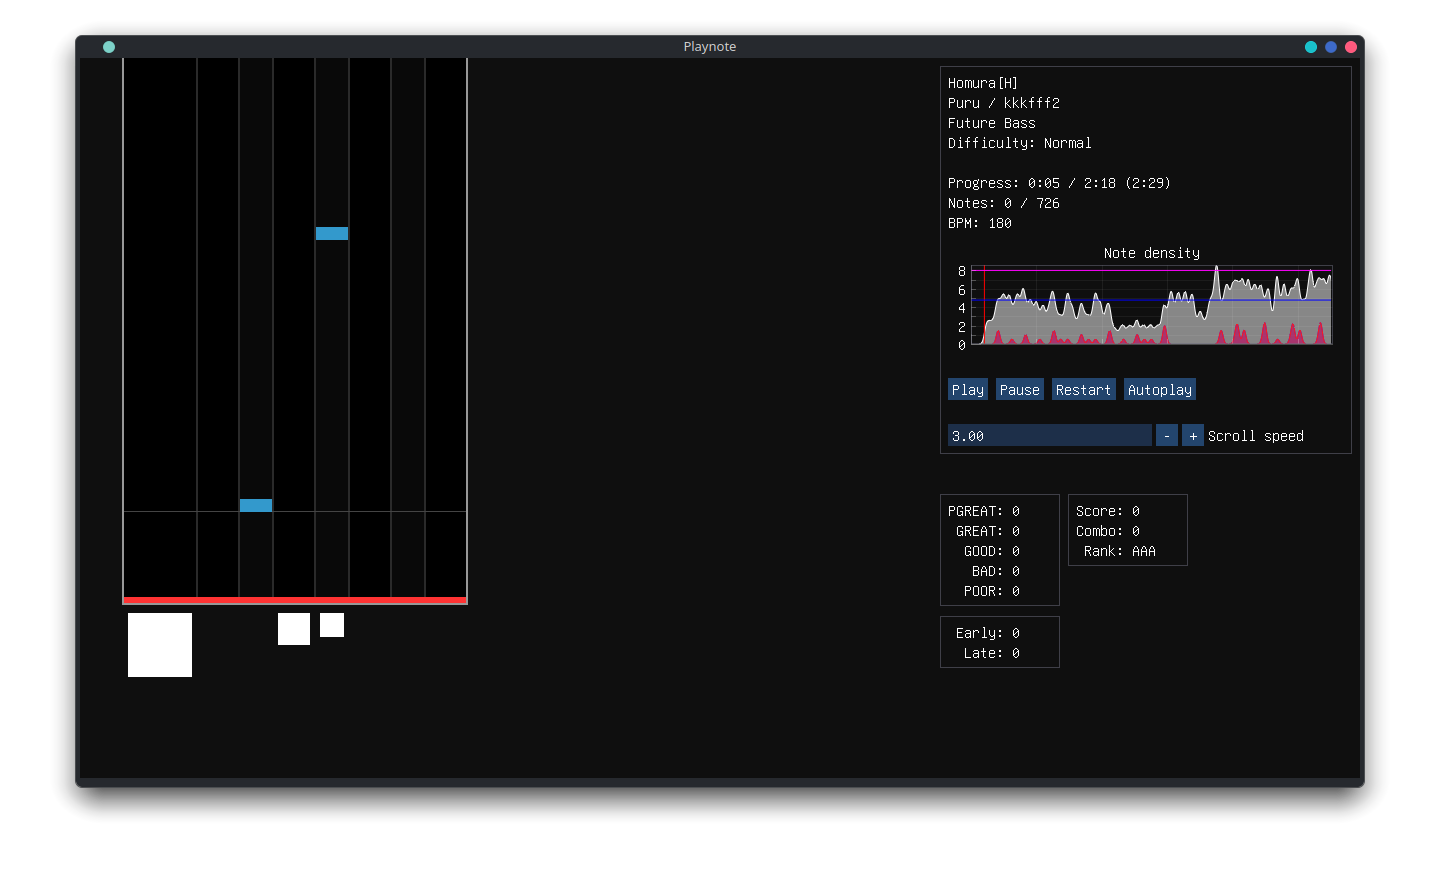 Playnote
Homura[H]
Puru / kkkfff2
Future Bass
Difficulty: Normal
Progress: 0:05 / 2:18 (2:29)
Notes: 0 / 726
BPM: 180
Note density
8
6
4
2
0
Play Pause Restart Autoplay
3.00 - + Scroll speed
PGREAT: 0
GREAT: 0
GOOD: 0
BAD: 0
POOR: 0
Score: 0
Combo: 0
Rank: AAA
Early: 0
Late: 0